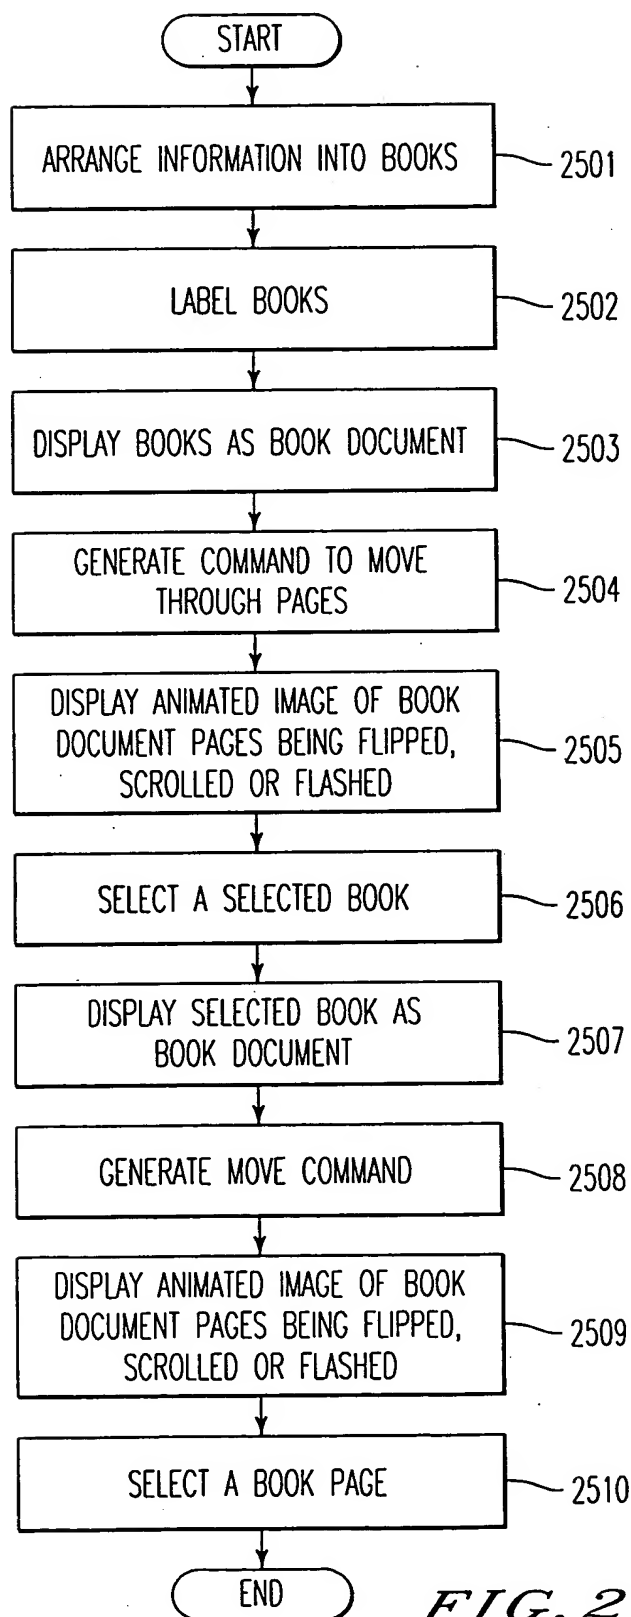 START
ARRANGE INFORMATION INTO BOOKS
2501
LABEL BOOKS
2502
DISPLAY BOOKS AS BOOK DOCUMENT
2503
GENERATE COMMAND TO MOVE
THROUGH PAGES
2504
DISPLAY ANIMATED IMAGE OF BOOK
DOCUMENT PAGES BEING FLIPPED,
SCROLLED OR FLASHED
2505
SELECT A SELECTED BOOK
2506
DISPLAY SELECTED BOOK AS
BOOK DOCUMENT
2507
GENERATE MOVE COMMAND
2508
DISPLAY ANIMATED IMAGE OF BOOK
DOCUMENT PAGES BEING FLIPPED,
SCROLLED OR FLASHED
2509
SELECT A BOOK PAGE
2510
END
FIG. 2